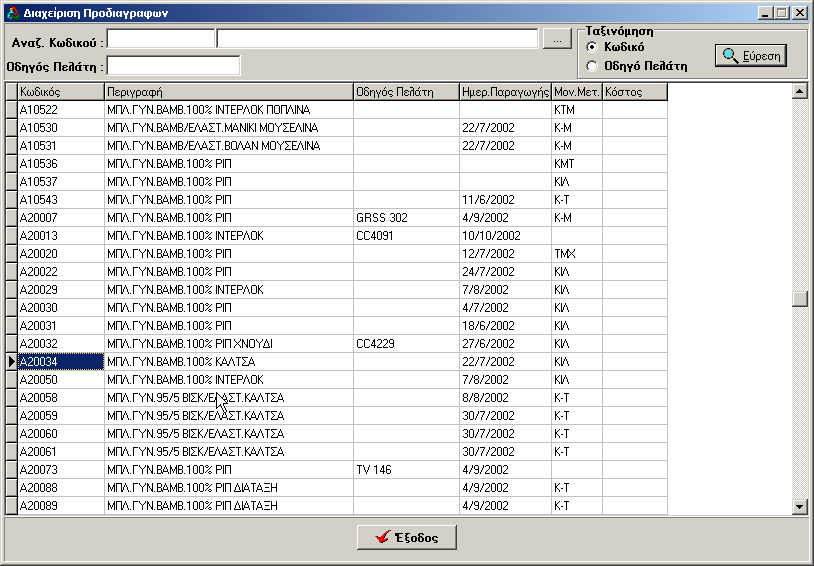 Διαχείριση Προδιαγραφων
Αναζ. Κωδικού :
...
Ταξινόμηση
Κωδικό
Οδηγό Πελάτη
Εύρεση
Οδηγός Πελάτη :
Κωδικός Περιγραφή Οδηγός Πελάτη Ημερ.Παραγωγής Μον.Μετ. Κόστος
A10522 ΜΠΛ.ΓΥΝ.ΒΑΜΒ.100% ΙΝΤΕΡΛΟΚ ΠΟΠΛΙΝΑ ΚΤΜ
A10530 ΜΠΛ.ΓΥΝ.ΒΑΜΒ/ΕΛΑΣΤ.ΜΑΝΙΚΙ ΜΟΥΣΕΛΙΝΑ 22/7/2002 Κ-Μ
A10531 ΜΠΛ.ΓΥΝ.ΒΑΜΒ/ΕΛΑΣΤ.ΒΟΛΑΝ ΜΟΥΣΕΛΙΝΑ 22/7/2002 Κ-Μ
A10536 ΜΠΛ.ΓΥΝ.ΒΑΜΒ.100% ΡΙΠ ΚΜΤ
A10537 ΜΠΛ.ΓΥΝ.ΒΑΜΒ.100% ΡΙΠ ΚΙΛ
A10543 ΜΠΛ.ΓΥΝ.ΒΑΜΒ.100% ΡΙΠ 11/6/2002 Κ-Τ
A20007 ΜΠΛ.ΓΥΝ.ΒΑΜΒ.100% ΡΙΠ GRSS 302 4/9/2002 Κ-Μ
A20013 ΜΠΛ.ΓΥΝ.ΒΑΜΒ.100% ΙΝΤΕΡΛΟΚ CC4091 10/10/2002
A20020 ΜΠΛ.ΓΥΝ.ΒΑΜΒ.100% ΡΙΠ 12/7/2002 ΤΜΧ
A20022 ΜΠΛ.ΓΥΝ.ΒΑΜΒ.100% ΡΙΠ 24/7/2002 ΚΙΛ
A20029 ΜΠΛ.ΓΥΝ.ΒΑΜΒ.100% ΙΝΤΕΡΛΟΚ 7/8/2002 ΚΙΛ
A20030 ΜΠΛ.ΓΥΝ.ΒΑΜΒ.100% ΡΙΠ 4/7/2002 ΚΙΛ
A20031 ΜΠΛ.ΓΥΝ.ΒΑΜΒ.100% ΡΙΠ 18/6/2002 ΚΙΛ
A20032 ΜΠΛ.ΓΥΝ.ΒΑΜΒ.100% ΡΙΠ ΧΝΟΥΔΙ CC4229 27/6/2002 ΚΙΛ
A20034 ΜΠΛ.ΓΥΝ.ΒΑΜΒ.100% ΚΑΛΤΣΑ 22/7/2002 ΚΙΛ
A20050 ΜΠΛ.ΓΥΝ.ΒΑΜΒ.100% ΙΝΤΕΡΛΟΚ 7/8/2002 ΚΙΛ
A20058 ΜΠΛ.ΓΥΝ.95/5 ΒΙΣΚ/ΕΛΑΣΤ.ΚΑΛΤΣΑ 8/8/2002 Κ-Τ
A20059 ΜΠΛ.ΓΥΝ.95/5 ΒΙΣΚ/ΕΛΑΣΤ.ΚΑΛΤΣΑ 30/7/2002 Κ-Τ
A20060 ΜΠΛ.ΓΥΝ.95/5 ΒΙΣΚ/ΕΛΑΣΤ.ΚΑΛΤΣΑ 30/7/2002 Κ-Τ
A20061 ΜΠΛ.ΓΥΝ.95/5 ΒΙΣΚ/ΕΛΑΣΤ.ΚΑΛΤΣΑ 30/7/2002 Κ-Τ
A20073 ΜΠΛ.ΓΥΝ.ΒΑΜΒ.100% ΡΙΠ TV 146 4/9/2002
A20088 ΜΠΛ.ΓΥΝ.ΒΑΜΒ.100% ΡΙΠ ΔΙΑΤΑΞΗ 4/9/2002 Κ-Τ
A20089 ΜΠΛ.ΓΥΝ.ΒΑΜΒ.100% ΡΙΠ ΔΙΑΤΑΞΗ 4/9/2002 Κ-Τ
Έξοδος